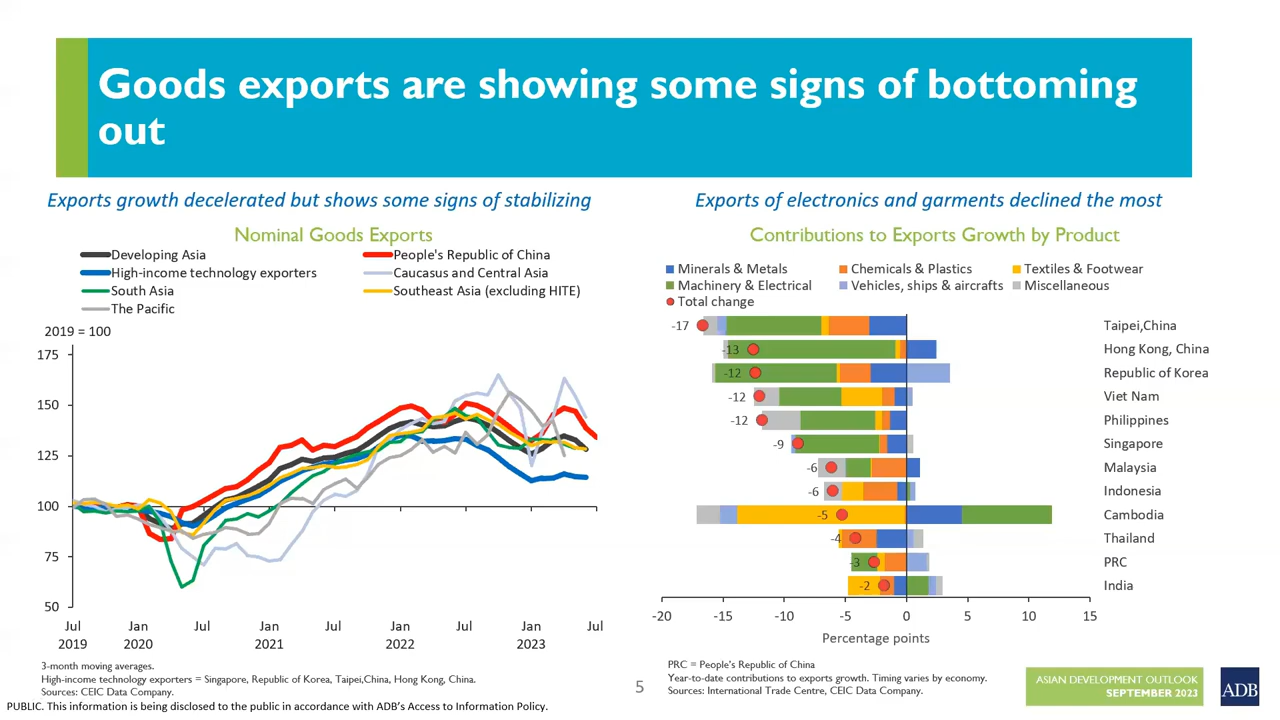 Goods exports are showing some signs of bottoming
out
Exports growth decelerated but shows some signs of stabilizing
Nominal Goods Exports
Developing Asia
People's Republic of China
High-income technology exporters
Caucasus and Central Asia
South Asia
Southeast Asia (excluding HITE)
The Pacific
2019 = 100
175
150
125
100
75
50
Jul Jan Jul Jan Jul Jan Jul Jan Jul
2019 2020 2021 2022 2023
3-month moving averages.
High-income technology exporters = Singapore, Republic of Korea, Taipei,China, Hong Kong, China.
Sources: CEIC Data Company.
Exports of electronics and garments declined the most
Contributions to Exports Growth by Product
Minerals & Metals
Chemicals & Plastics
Textiles & Footwear
Machinery & Electrical
Vehicles, ships & aircrafts
Miscellaneous
Total change
-17 Taipei,China
-13 Hong Kong, China
-12 Republic of Korea
-12 Viet Nam
-12 Philippines
-9 Singapore
-6 Malaysia
-6 Indonesia
-5 Cambodia
-4 Thailand
-3 PRC
-2 India
-20 -15 -10 -5 0 5 10 15
Percentage points
PRC = People's Republic of China
Year-to-date contributions to exports growth. Timing varies by economy.
Sources: International Trade Centre, CEIC Data Company.
5
ASIAN DEVELOPMENT OUTLOOK
SEPTEMBER 2023
ADB
PUBLIC. This information is being disclosed to the public in accordance with ADB's Access to Information Policy.